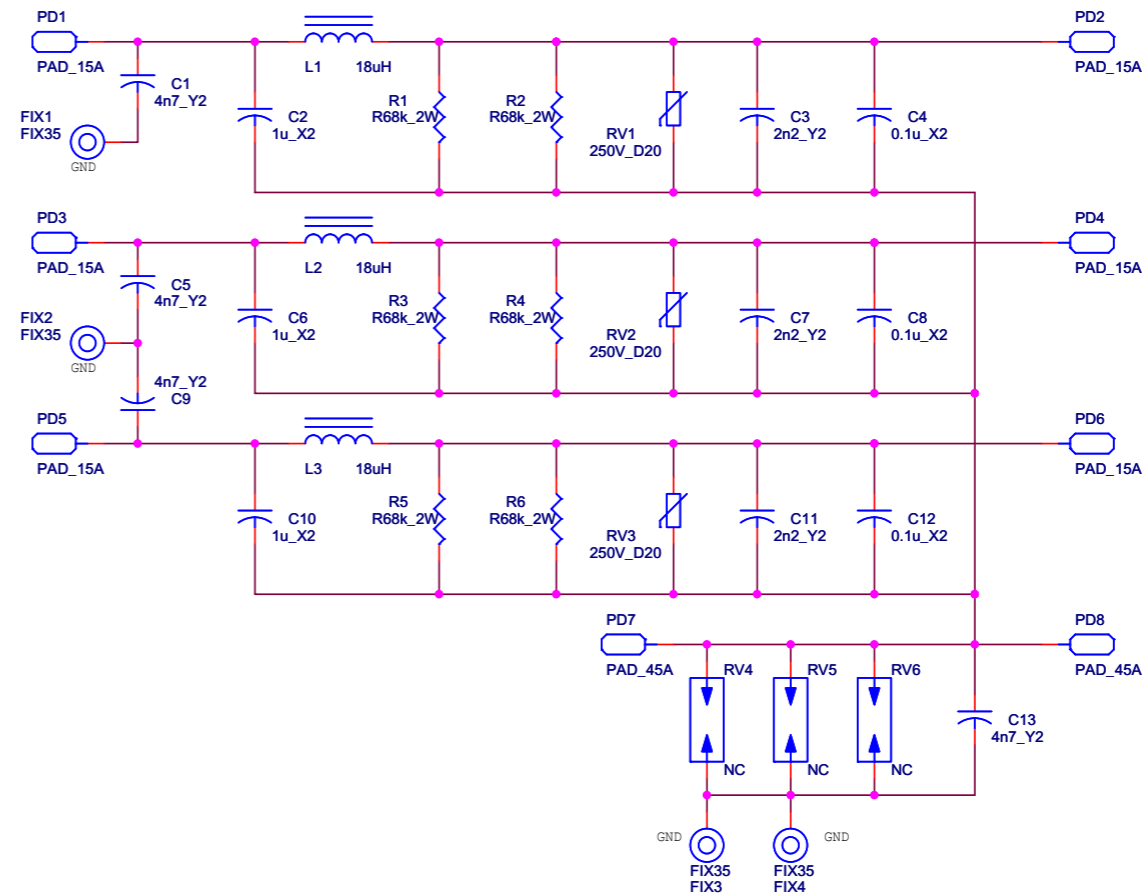 PD1
PAD_15A
C1
4n7_Y2
FIX1
FIX35
GND
C2
1u_X2
L1 18uH
R1
R68k_2W
R2
R68k_2W
RV1
250V_D20
C3
2n2_Y2
C4
0.1u_X2
PD2
PAD_15A
PD3
PAD_15A
C5
4n7_Y2
FIX2
FIX35
GND
4n7_Y2
C9
C6
1u_X2
L2 18uH
R3
R68k_2W
R4
R68k_2W
RV2
250V_D20
C7
2n2_Y2
C8
0.1u_X2
PD4
PAD_15A
PD5
PAD_15A
C10
1u_X2
L3 18uH
R5
R68k_2W
R6
R68k_2W
RV3
250V_D20
C11
2n2_Y2
C12
0.1u_X2
PD6
PAD_15A
PD7
PAD_45A
RV4
NC
RV5
NC
RV6
NC
PD8
PAD_45A
C13
4n7_Y2
GND
FIX35
FIX3
GND
FIX35
FIX4